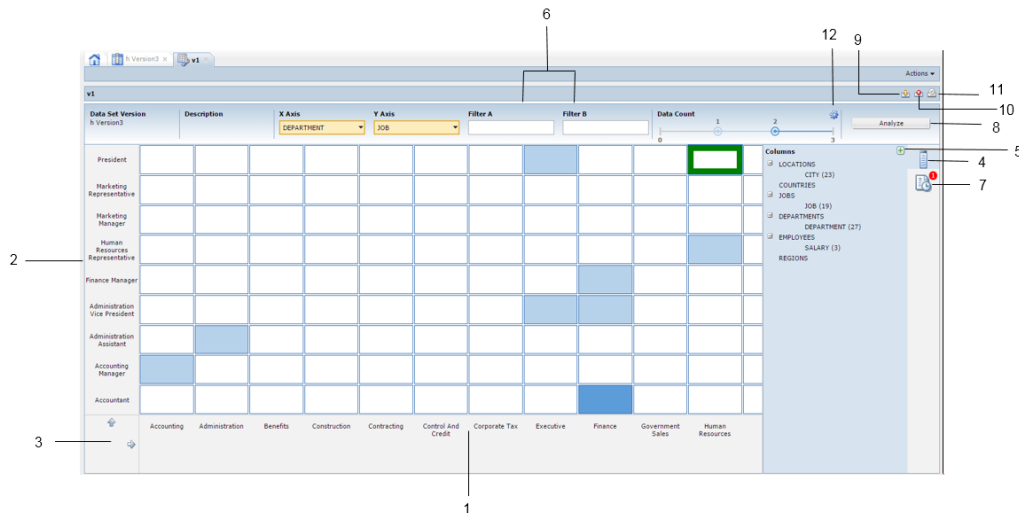 6
12
9
h Version3 ×
v1 ×
Actions
v1
11
10
Data Set Version
h Version3
Description
X Axis
DEPARTMENT
Y Axis
JOB
Filter A
Filter B
Data Count
0
1
2
3
Analyze
8
Columns
5
LOCATIONS
CITY (23)
COUNTRIES
JOBS
JOB (19)
DEPARTMENTS
DEPARTMENT (27)
EMPLOYEES
SALARY (3)
REGIONS
4
1
7
President
Marketing
Representative
Marketing
Manager
Human
Resources
Representative
2
Finance Manager
Administration
Vice President
Administration
Assistant
Accounting
Manager
Accountant
3
Accounting
Administration
Benefits
Construction
Contracting
Control And
Credit
Corporate Tax
Executive
Finance
Government
Sales
Human
Resources
1